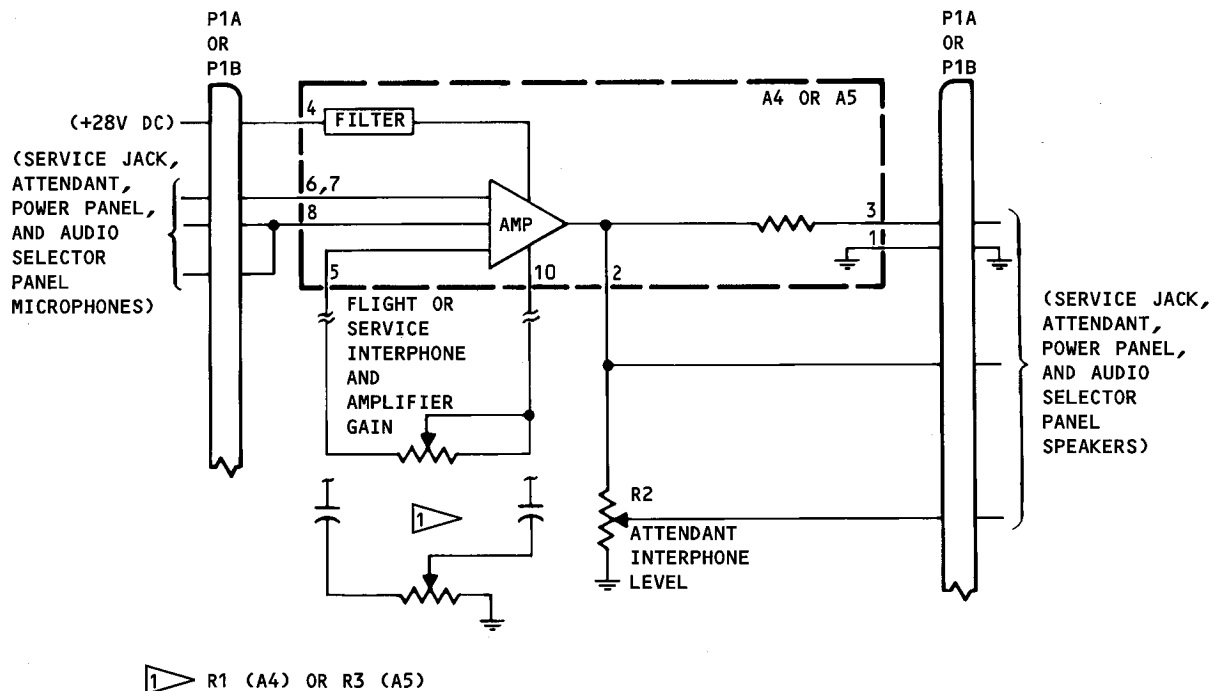 P1A
OR
P1B
P1A
OR
P1B
A4 OR A5
(+28V DC)
4
FILTER
(SERVICE JACK,
ATTENDANT,
POWER PANEL,
AND AUDIO
SELECTOR
PANEL
MICROPHONES)
6,7
8
AMP
3
1
5
10
2
FLIGHT OR
SERVICE
INTERPHONE
AND
AMPLIFIER
GAIN
(SERVICE JACK,
ATTENDANT,
POWER PANEL,
AND AUDIO
SELECTOR
PANEL
SPEAKERS)
1
R2
ATTENDANT
INTERPHONE
LEVEL
1 R1 (A4) OR R3 (A5)